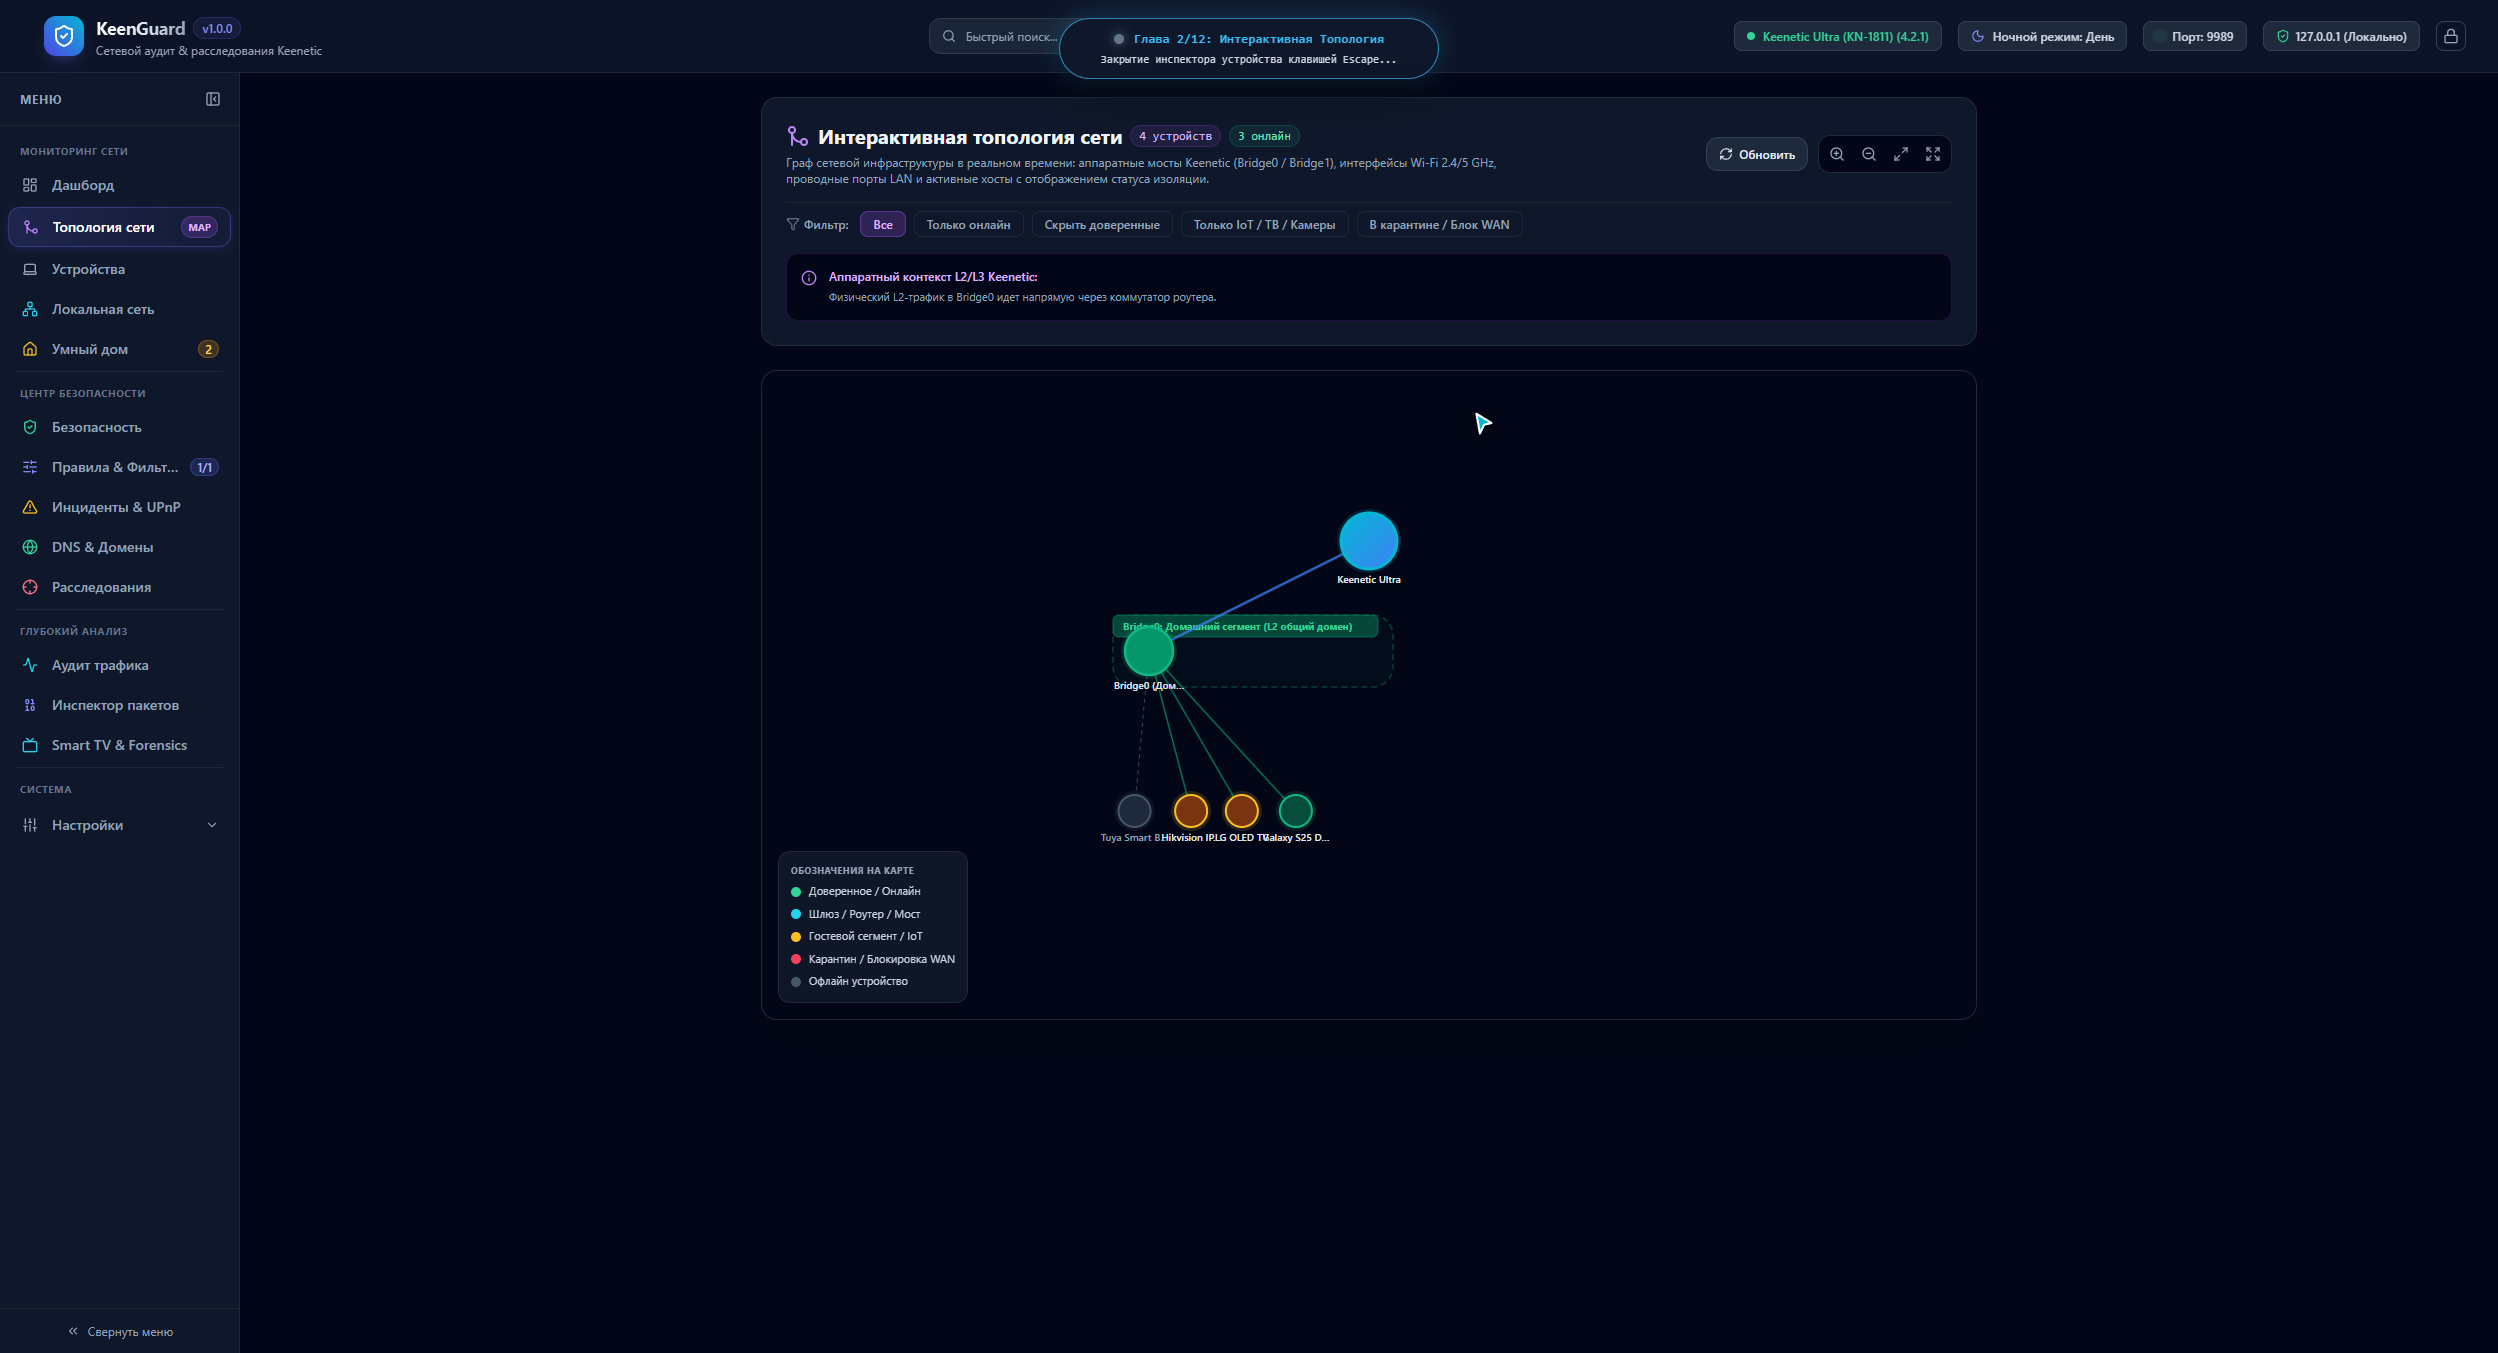 KeenGuard v1.0.0
Сетевой аудит & расследования Keenetic
Быстрый поиск...
Глава 2/12: Интерактивная Топология
Закрытие инспектора устройства клавишей Escape...
Keenetic Ultra (KN-1811) (4.2.1)
Ночной режим: День
Порт: 9989
127.0.0.1 (Локально)
МЕНЮ
МОНИТОРИНГ СЕТИ
Дашборд
Топология сети MAP
Устройства
Локальная сеть
Умный дом 2
ЦЕНТР БЕЗОПАСНОСТИ
Безопасность
Правила & Фильт... 1/1
Инциденты & UPnP
DNS & Домены
Расследования
ГЛУБОКИЙ АНАЛИЗ
Аудит трафика
Инспектор пакетов
Smart TV & Forensics
СИСТЕМА
Настройки
Свернуть меню
Интерактивная топология сети 4 устройств 3 онлайн
Граф сетевой инфраструктуры в реальном времени: аппаратные мосты Keenetic (Bridge0 / Bridge1), интерфейсы Wi-Fi 2.4/5 GHz,
проводные порты LAN и активные хосты с отображением статуса изоляции.
Обновить
Фильтр: Все Только онлайн Скрыть доверенные Только IoT / ТВ / Камеры В карантине / Блок WAN
Аппаратный контекст L2/L3 Keenetic:
Физический L2-трафик в Bridge0 идет напрямую через коммутатор роутера.
Keenetic Ultra
Bridge0: Домашний сегмент (L2 общий домен)
Bridge0 (Дом...
Tuya Smart B
Hikvision IP...
LG OLED TV
Galaxy S25 D...
ОБОЗНАЧЕНИЯ НА КАРТЕ
Доверенное / Онлайн
Шлюз / Роутер / Мост
Гостевой сегмент / IoT
Карантин / Блокировка WAN
Офлайн устройство